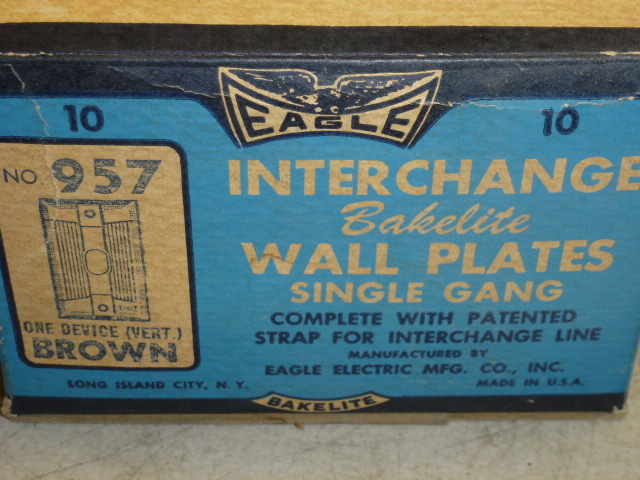 EAGLE
10
10
NO. 957
EAGLE
ONE DEVICE (VERT.)
BROWN
INTERCHANGE
Bakelite
WALL PLATES
SINGLE GANG
COMPLETE WITH PATENTED
STRAP FOR INTERCHANGE LINE
MANUFACTURED BY
EAGLE ELECTRIC MFG. CO., INC.
LONG ISLAND CITY, N. Y.
MADE IN U.S.A.
BAKELITE